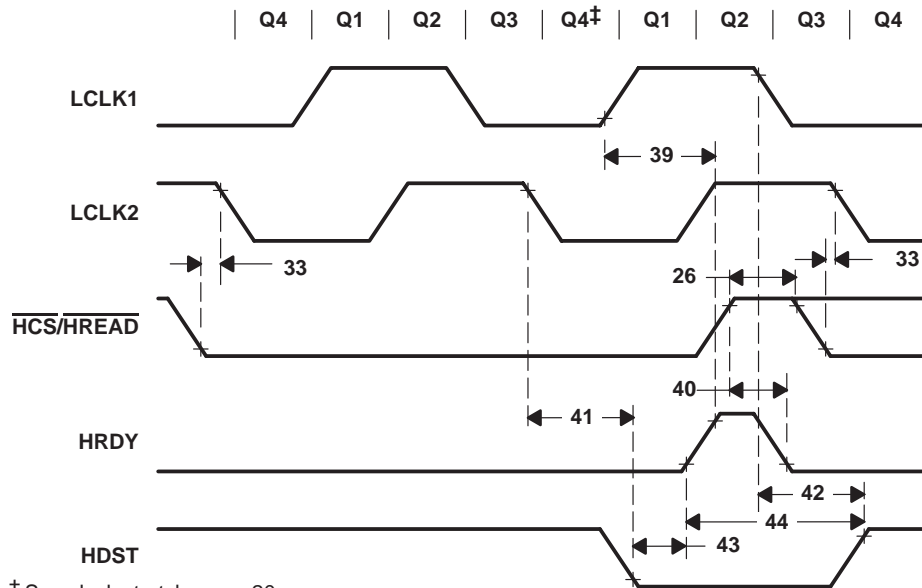 Q4 Q1 Q2 Q3 Q4‡ Q1 Q2 Q3 Q4
LCLK1
39
LCLK2
33
26
33
HCS/HREAD
40
41
HRDY
42
44
43
HDST